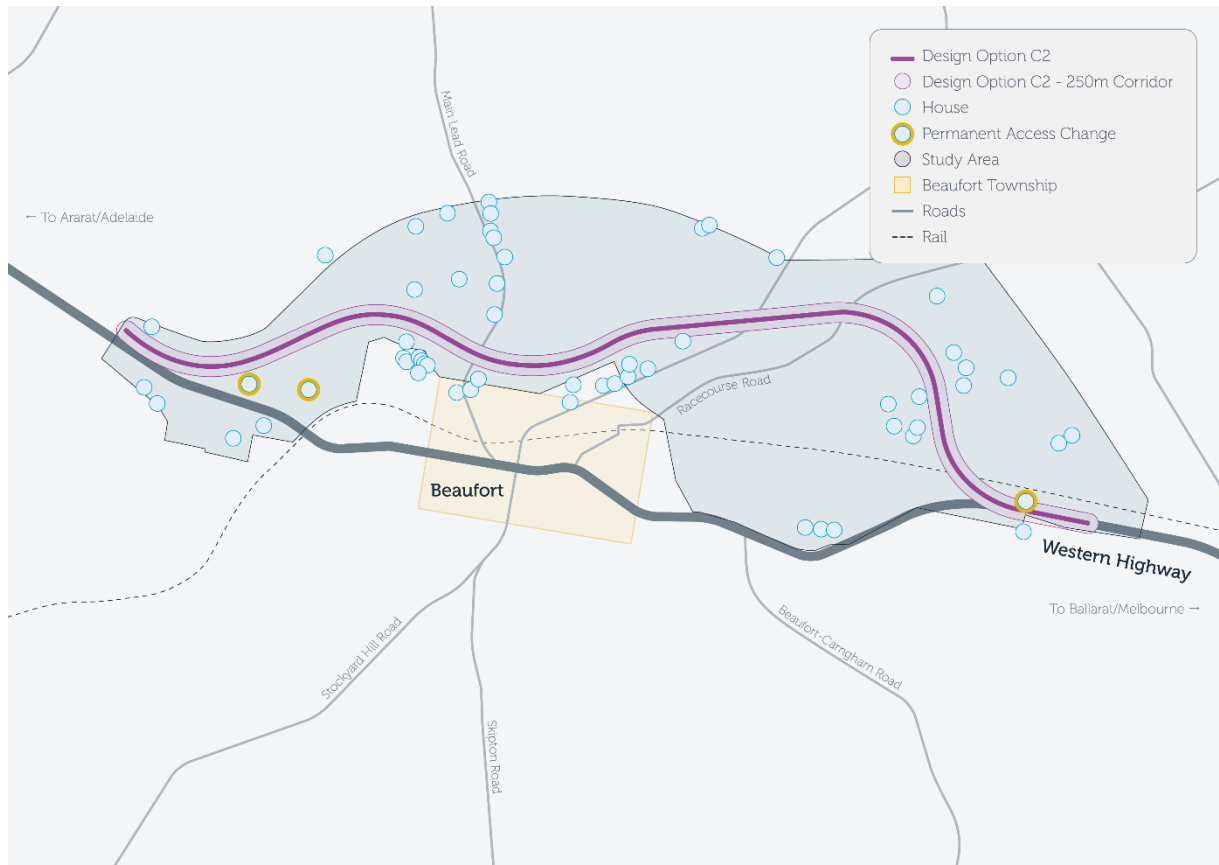 Design Option C2
Design Option C2 - 250m Corridor
House
Permanent Access Change
Study Area
Beaufort Township
Roads
Rail
Main Lead Road
← To Ararat/Adelaide
Racecourse Road
Beaufort
Western Highway
To Ballarat/Melbourne →
Stockyard Hill Road
Beaufort-Carngham Road
Skipton Road